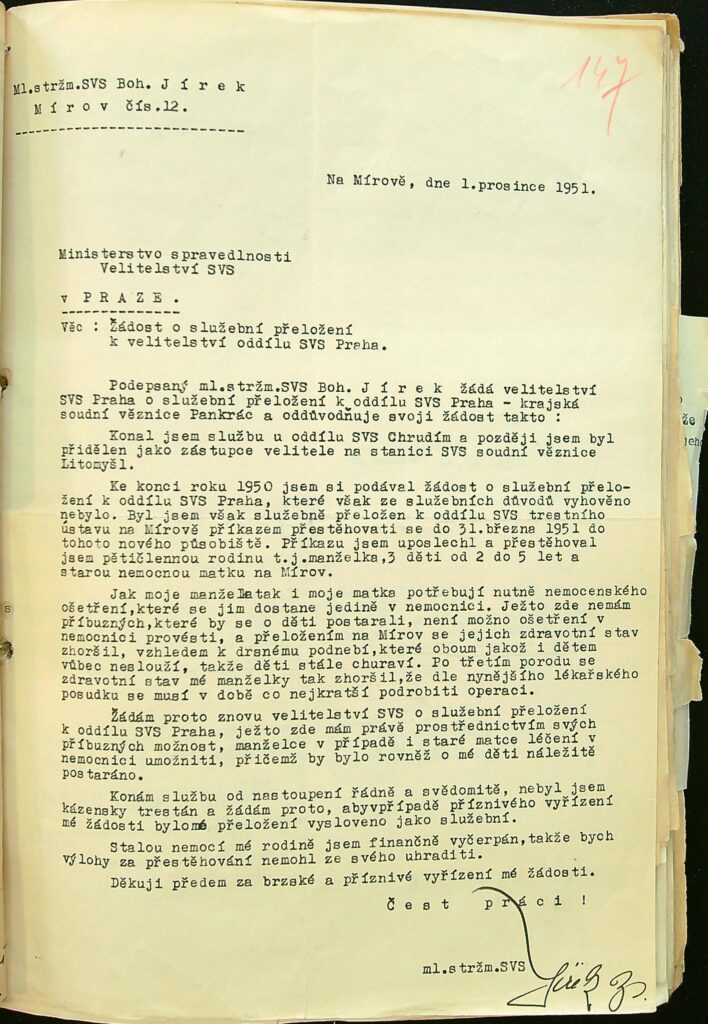 147
Ml.stržm.SVS Boh. J í r e k
M í r o v čís.12.
Na Mírově, dne 1.prosince 1951.
Ministerstvo spravedlnosti
Velitelství SVS
v P R A Z E .
Věc : Žádost o služební přeložení
k velitelství oddílu SVS Praha.
Podepsaný ml.stržm.SVS Boh. J í r e k žádá velitelství
SVS Praha o služební přeložení k oddílu SVS Praha - krajská
soudní věznice Pankrác a oddůvodňuje svoji žádost takto :
Konal jsem službu u oddílu SVS Chrudím a později jsem byl
přidělen jako zástupce velitele na stanici SVS soudní věznice
Litomyšl.
Ke konci roku 1950 jsem si podával žádost o služební přelo-
žení k oddílu SVS Praha, které však ze služebních důvodů vyhověno
nebylo. Byl jsem však služebně přeložen k oddílu SVS trestního
ústavu na Mírově příkazem přestěhovati se do 31.března 1951 do
tohoto nového působiště. Příkazu jsem uposlechl a přestěhoval
jsem pětičlennou rodinu t.j.manželka,3 děti od 2 do 5 let a
starou nemocnou matku na Mírov.
Jak moje manželatak i moje matka potřebují nutně nemocenského
ošetření,které se jim dostane jedině v nemocnici. Ježto zde nemám
příbuzných,které by se o děti postarali, není možno ošetření v
nemocnici provésti, a přeložením na Mírov se jejich zdravotní stav
zhoršil, vzhledem k drsnému podnebí,které oboum jakož i dětem
vůbec neslouží, takže děti stále churaví. Po třetím porodu se
zdravotní stav mé manželky tak zhoršil,že dle nynějšího lékařského
posudku se musí v době co nejkratší podrobiti operaci.
Žádám proto znovu velitelství SVS o služební přeložení
k oddílu SVS Praha, ježto zde mám právě prostřednictvím svých
příbuzných možnost, manželce v případě i staré matce léčení v
nemocnici umožniti, přičemž by bylo rovněž o mé děti náležitě
postaráno.
Konám službu od nastoupení řádně a svědomitě, nebyl jsem
kázensky trestán a žádám proto, abyvpřípadě příznivého vyřízení
mé žádosti bylomé přeložení vysloveno jako služební.
Stalou nemocí mé rodině jsem finančně vyčerpán,takže bych
výlohy za přestěhování nemohl ze svého uhraditi.
Děkuji předem za brzské a příznivé vyřízení mé žádosti.
Č e s t p r á c i !
ml.stržm.SVS